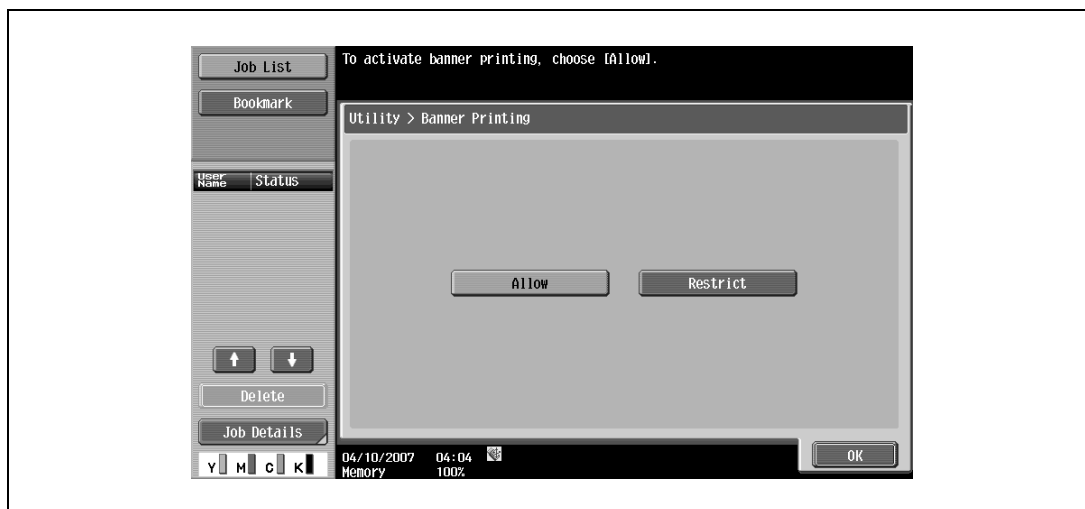 Job List
Bookmark
User Name
Status
Delete
Job Details
Y M C K
To activate banner printing, choose [Allow].
Utility > Banner Printing
Allow
Restrict
04/10/2007 04:04
Memory 100%
OK